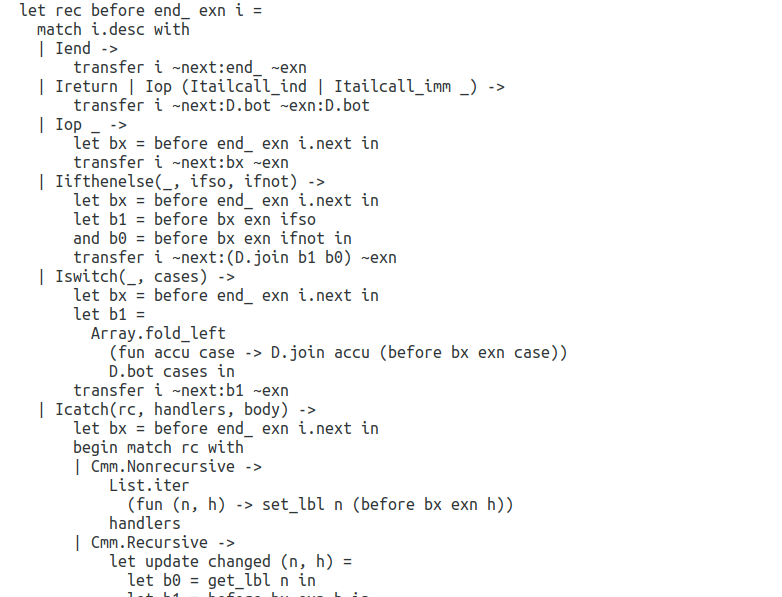 let rec before end_ exn i =
  match i.desc with
  | Iend ->
      transfer i ~next:end_ ~exn
  | Ireturn | Iop (Itailcall_ind | Itailcall_imm _) ->
      transfer i ~next:D.bot ~exn:D.bot
  | Iop _ ->
      let bx = before end_ exn i.next in
      transfer i ~next:bx ~exn
  | Iifthenelse(_, ifso, ifnot) ->
      let bx = before end_ exn i.next in
      let b1 = before bx exn ifso
      and b0 = before bx exn ifnot in
      transfer i ~next:(D.join b1 b0) ~exn
  | Iswitch(_, cases) ->
      let bx = before end_ exn i.next in
      let b1 =
        Array.fold_left
          (fun accu case -> D.join accu (before bx exn case))
          D.bot cases in
      transfer i ~next:b1 ~exn
  | Icatch(rc, handlers, body) ->
      let bx = before end_ exn i.next in
      begin match rc with
      | Cmm.Nonrecursive ->
          List.iter
            (fun (n, h) -> set_lbl n (before bx exn h))
          handlers
      | Cmm.Recursive ->
          let update changed (n, h) =
            let b0 = get_lbl n in
            let b1 = before bx exn h in